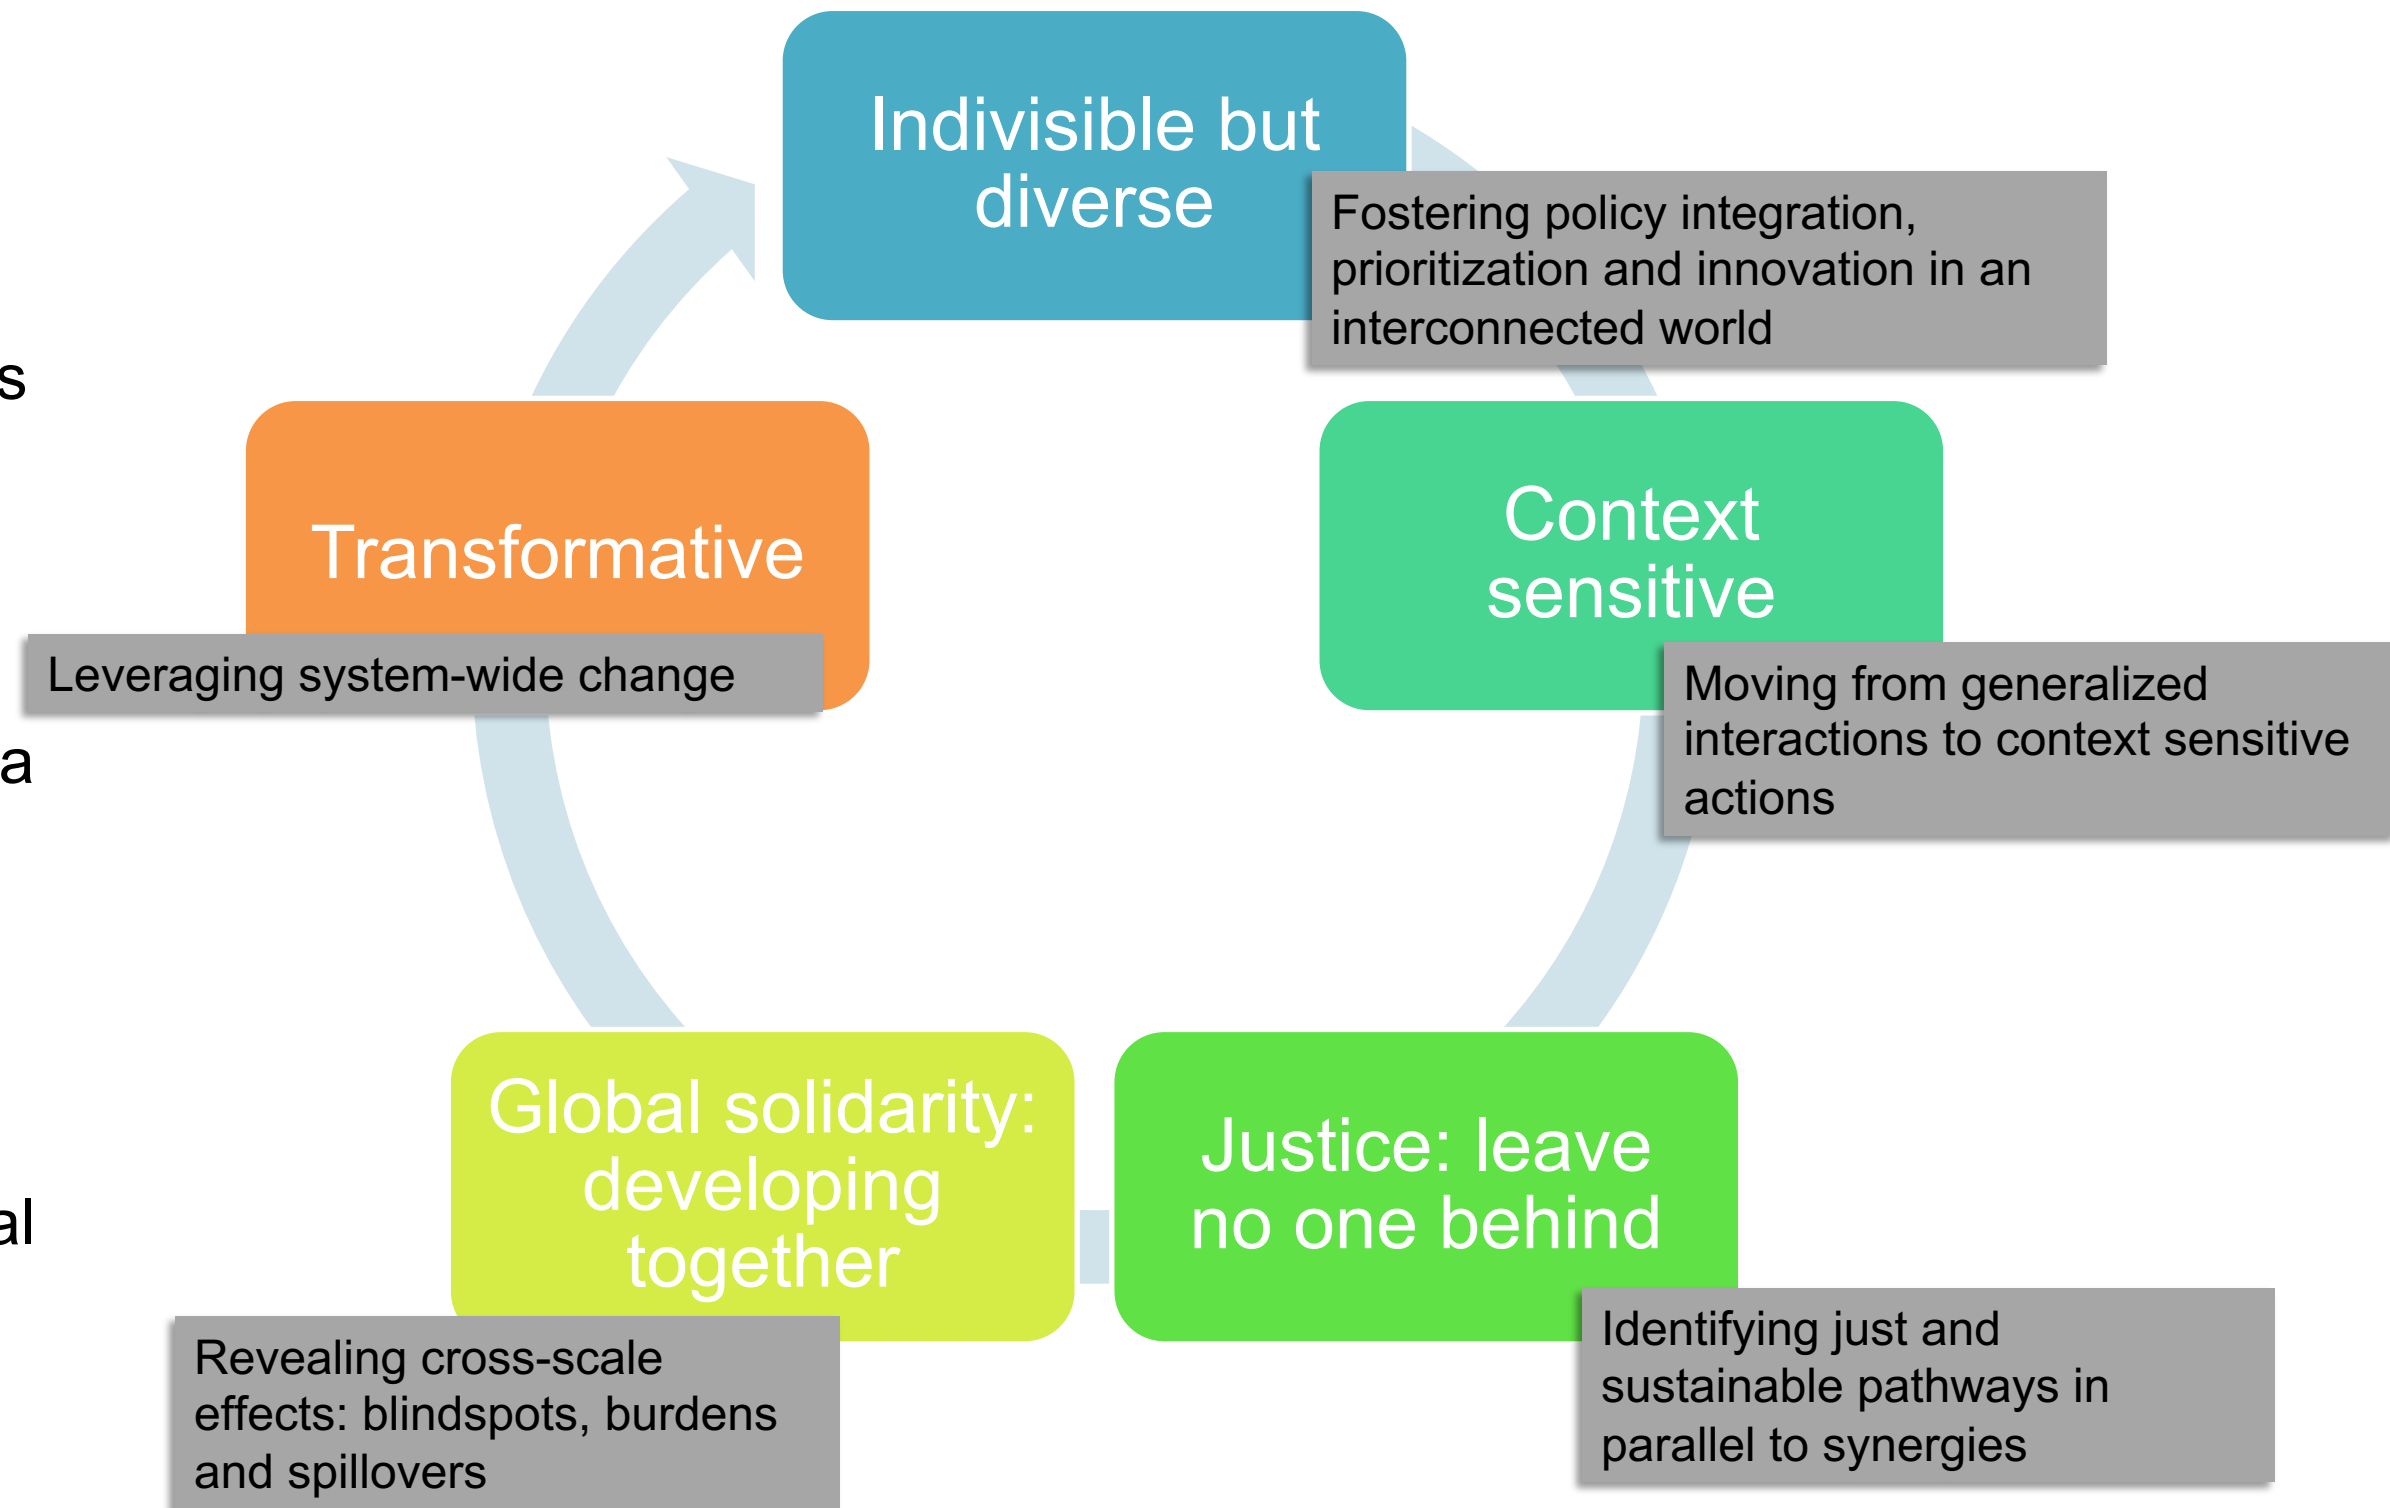 Indivisible but
diverse
Fostering policy integration,
prioritization and innovation in an
interconnected world
s
Transformative
Leveraging system-wide change
Context
sensitive
Moving from generalized
interactions to context sensitive
actions
a
Global solidarity:
developing
together
Revealing cross-scale
effects: blindspots, burdens
and spillovers
Justice: leave
no one behind
Identifying just and
sustainable pathways in
parallel to synergies
al